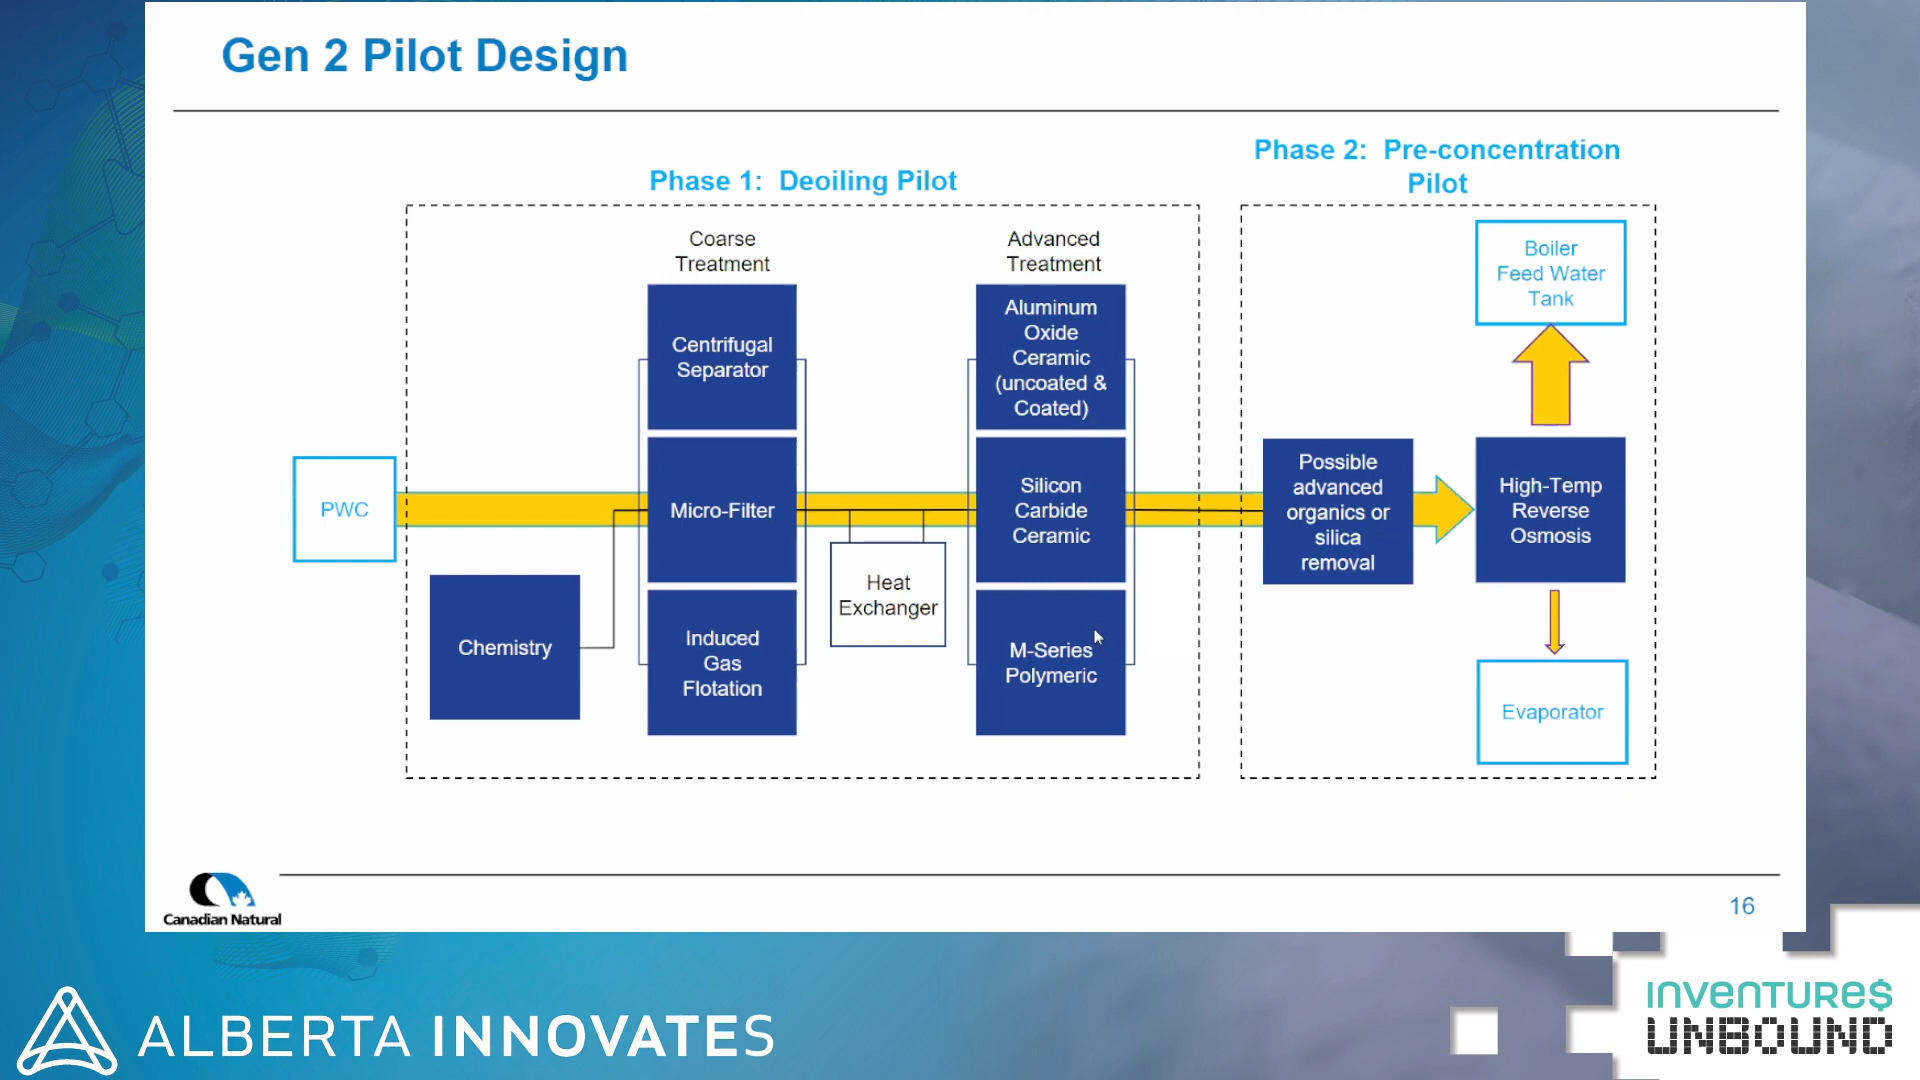 Gen 2 Pilot Design
Phase 1: Deoiling Pilot
Phase 2: Pre-concentration
Pilot
Coarse
Treatment
Advanced
Treatment
PWC
Chemistry
Centrifugal
Separator
Micro-Filter
Induced
Gas
Flotation
Heat
Exchanger
Aluminum
Oxide
Ceramic
(uncoated &
Coated)
Silicon
Carbide
Ceramic
M-Series
Polymeric
Possible
advanced
organics or
silica
removal
Boiler
Feed Water
Tank
High-Temp
Reverse
Osmosis
Evaporator
Canadian Natural
16
ALBERTA INNOVATES
INVENTURE$
UNBOUND